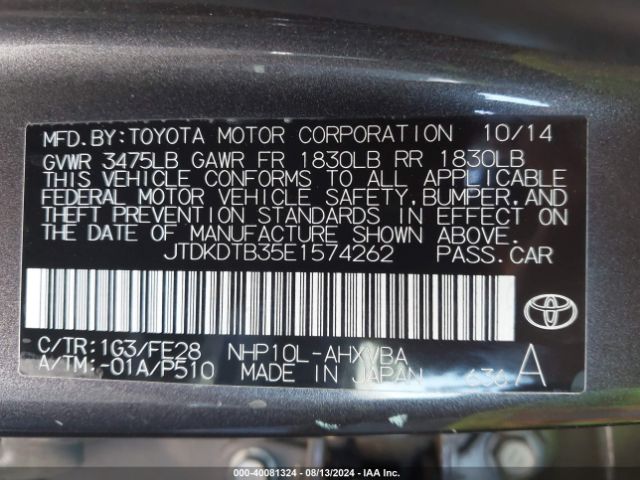 MFD.BY:TOYOTA MOTOR CORPORATION 10/14
GVWR 3475LB GAWR FR 1830LB RR 1830LB
THIS VEHICLE CONFORMS TO ALL APPLICABLE
FEDERAL MOTOR VEHICLE SAFETY,BUMPER,AND
THEFT PREVENTION STANDARDS IN EFFECT ON
THE DATE OF MANUFACTURE SHOWN ABOVE.
JTDKDTB35E1574262 PASS.CAR
C/TR:1G3/FE28 NHP10L-AHXVBA
A/TM:-01A/P510 MADE IN JAPAN 636 A
000-40081324 - 08/13/2024 - IAA Inc.